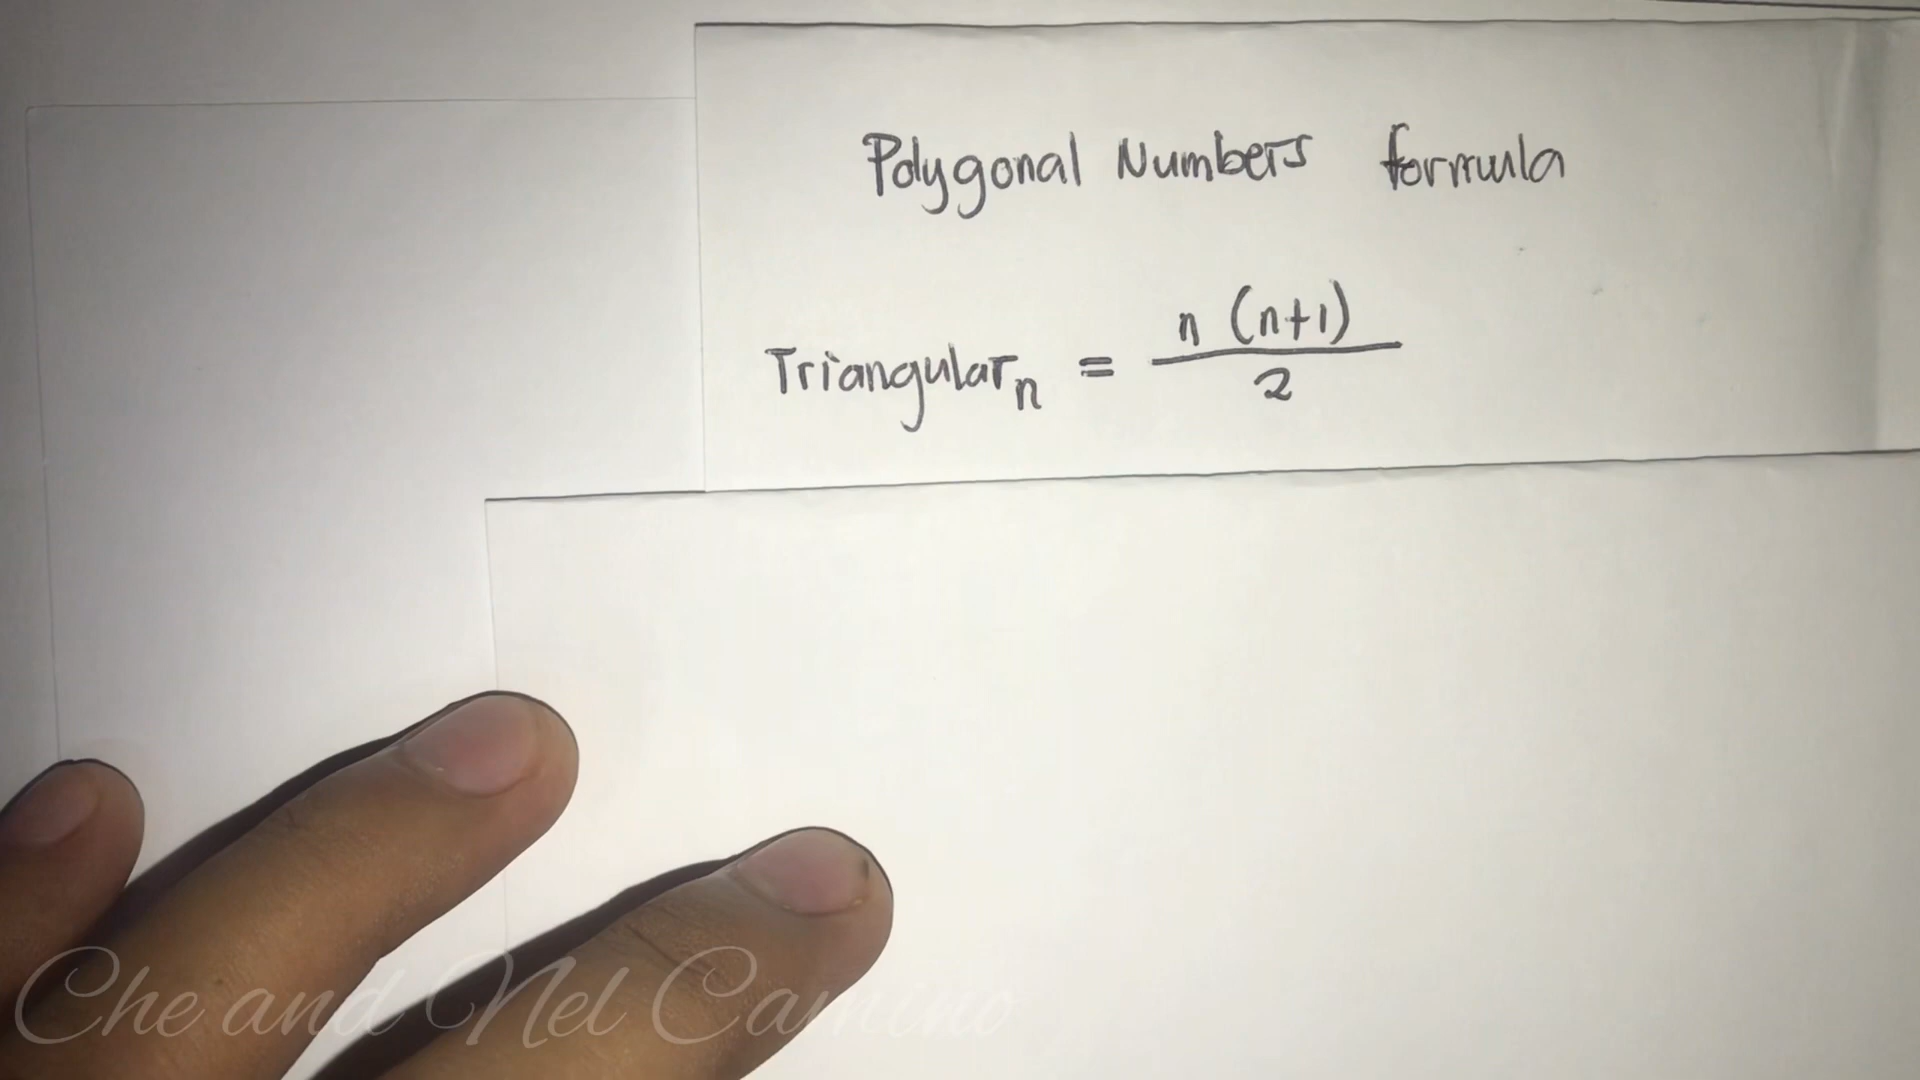 Polygonal Numbers formula
Triangular_n = n (n+1) / 2
Che and Nel Camino